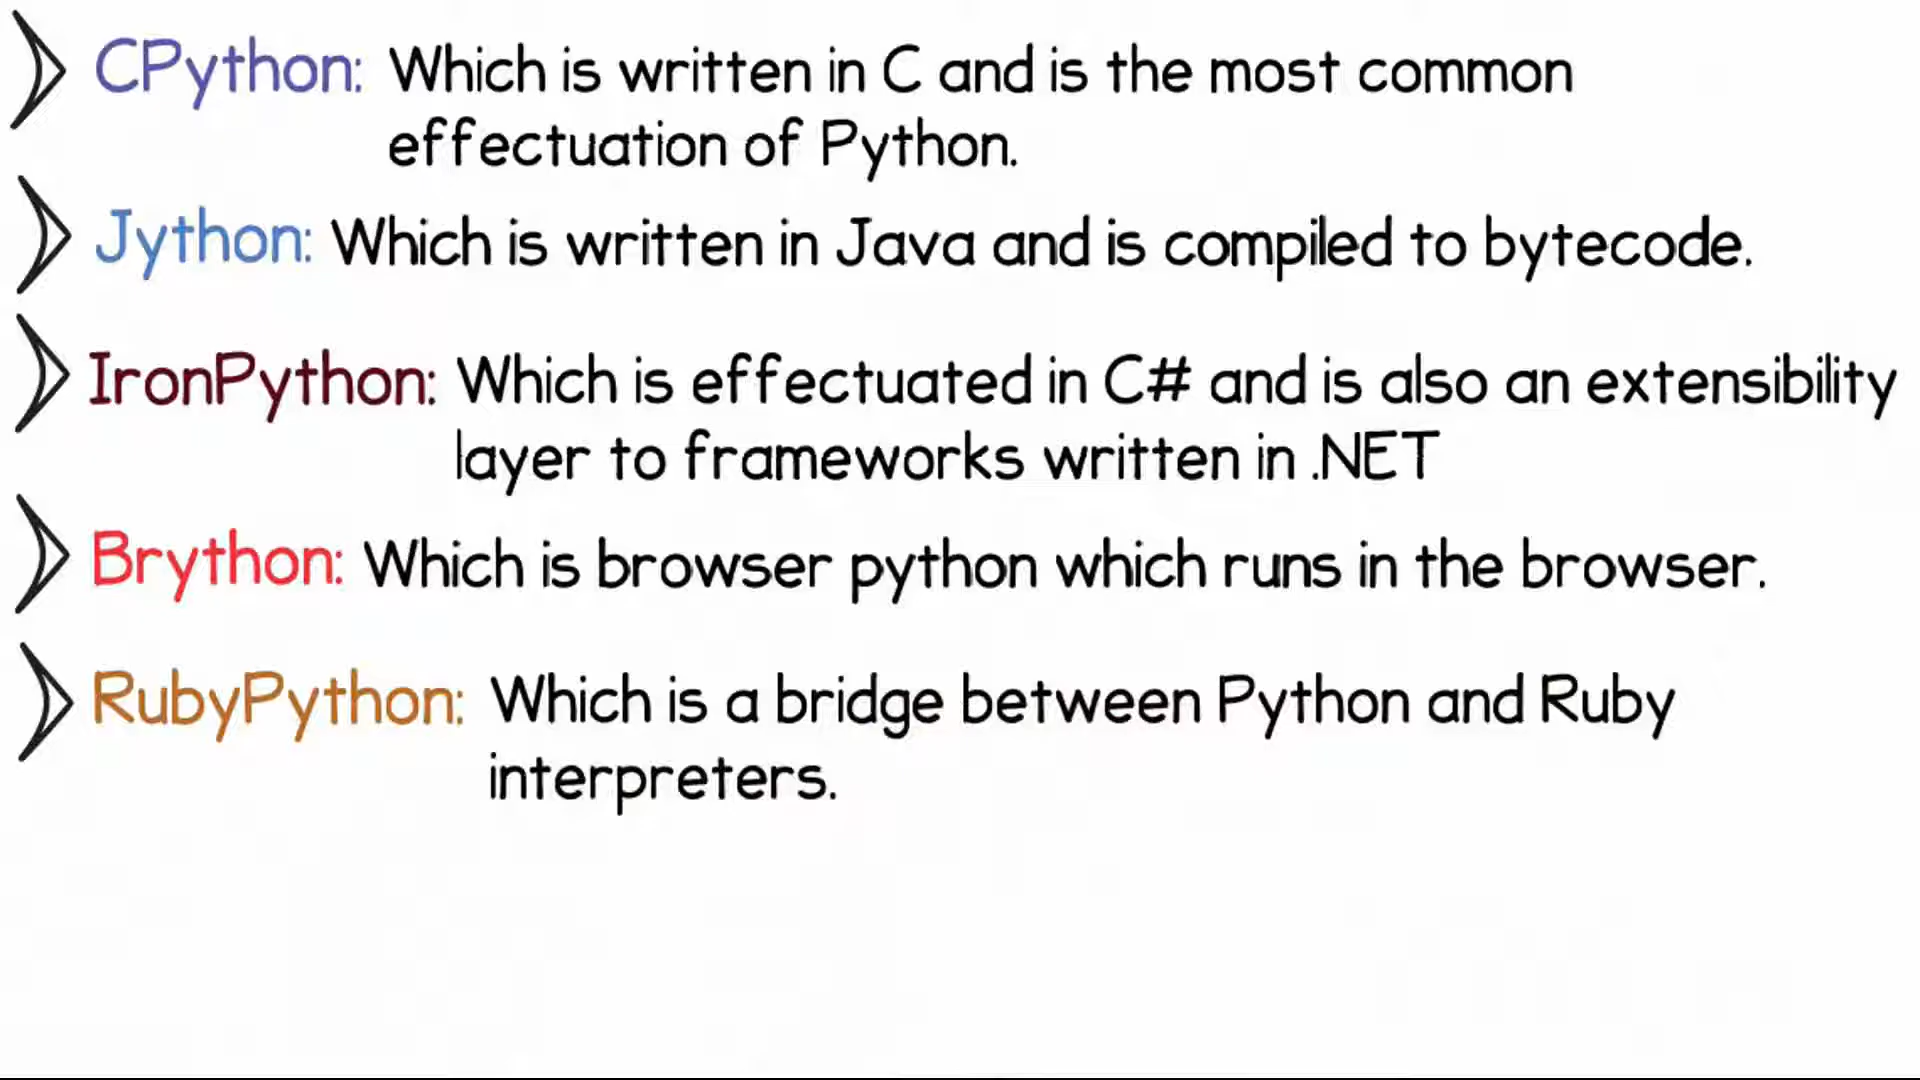 CPython: Which is written in C and is the most common
effectuation of Python.
Jython: Which is written in Java and is compiled to bytecode.
IronPython: Which is effectuated in C# and is also an extensibility
layer to frameworks written in .NET
Brython: Which is browser python which runs in the browser.
RubyPython: Which is a bridge between Python and Ruby
interpreters.